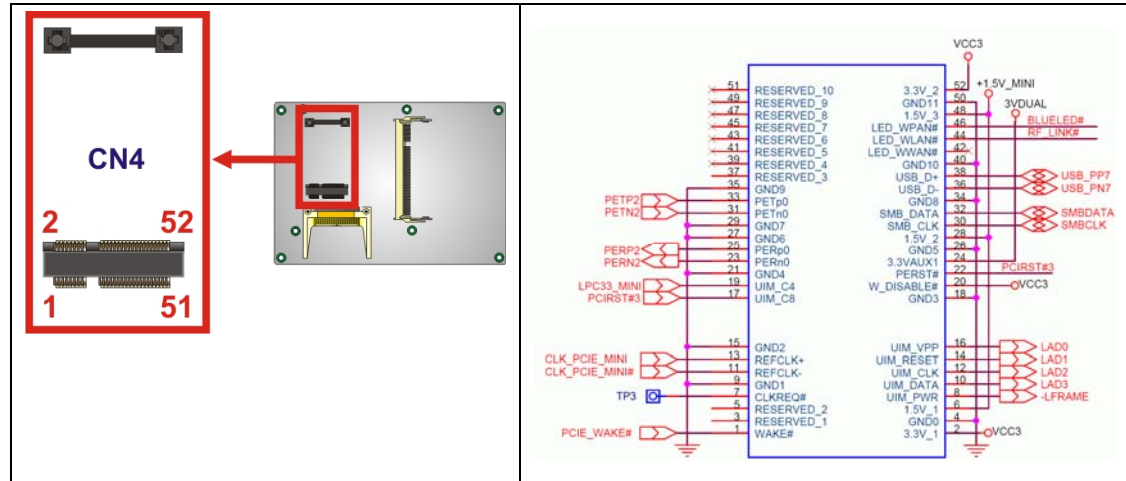 CN4
2 52
1 51
VCC3
+1.5V_MINI
3VDUAL
51 RESERVED_10 3.3V_2 52
49 RESERVED_9 GND11 50
47 RESERVED_8 1.5V_3 48
45 RESERVED_7 LED_WPAN# 46 BLUELED#
43 RESERVED_6 LED_WLAN# 44 RF_LINK#
41 RESERVED_5 LED_WWAN# 42
39 RESERVED_4 GND10 40
37 RESERVED_3 USB_D+ 38 USB_PP7
35 GND9 USB_D- 36 USB_PN7
PETP2 33 PETp0 GND8 34
PETN2 31 PETn0 SMB_DATA 32 SMBDATA
29 GND7 SMB_CLK 30 SMBCLK
27 GND6 1.5V_2 28
PERP2 25 PERp0 GND5 26
PERN2 23 PERn0 3.3VAUX1 24
21 GND4 PERST# 22 PCIRST#3
LPC33_MINI 19 UIM_C4 W_DISABLE# 20 VCC3
PCIRST#3 17 UIM_C8 GND3 18
15 GND2 UIM_VPP 16 LAD0
CLK_PCIE_MINI 13 REFCLK+ UIM_RESET 14 LAD1
CLK_PCIE_MINI# 11 REFCLK- UIM_CLK 12 LAD2
9 GND1 UIM_DATA 10 LAD3
TP3 7 CLKREQ# UIM_PWR 8 -LFRAME
5 RESERVED_2 1.5V_1 6
3 RESERVED_1 GND0 4
PCIE_WAKE# 1 WAKE# 3.3V_1 2 VCC3